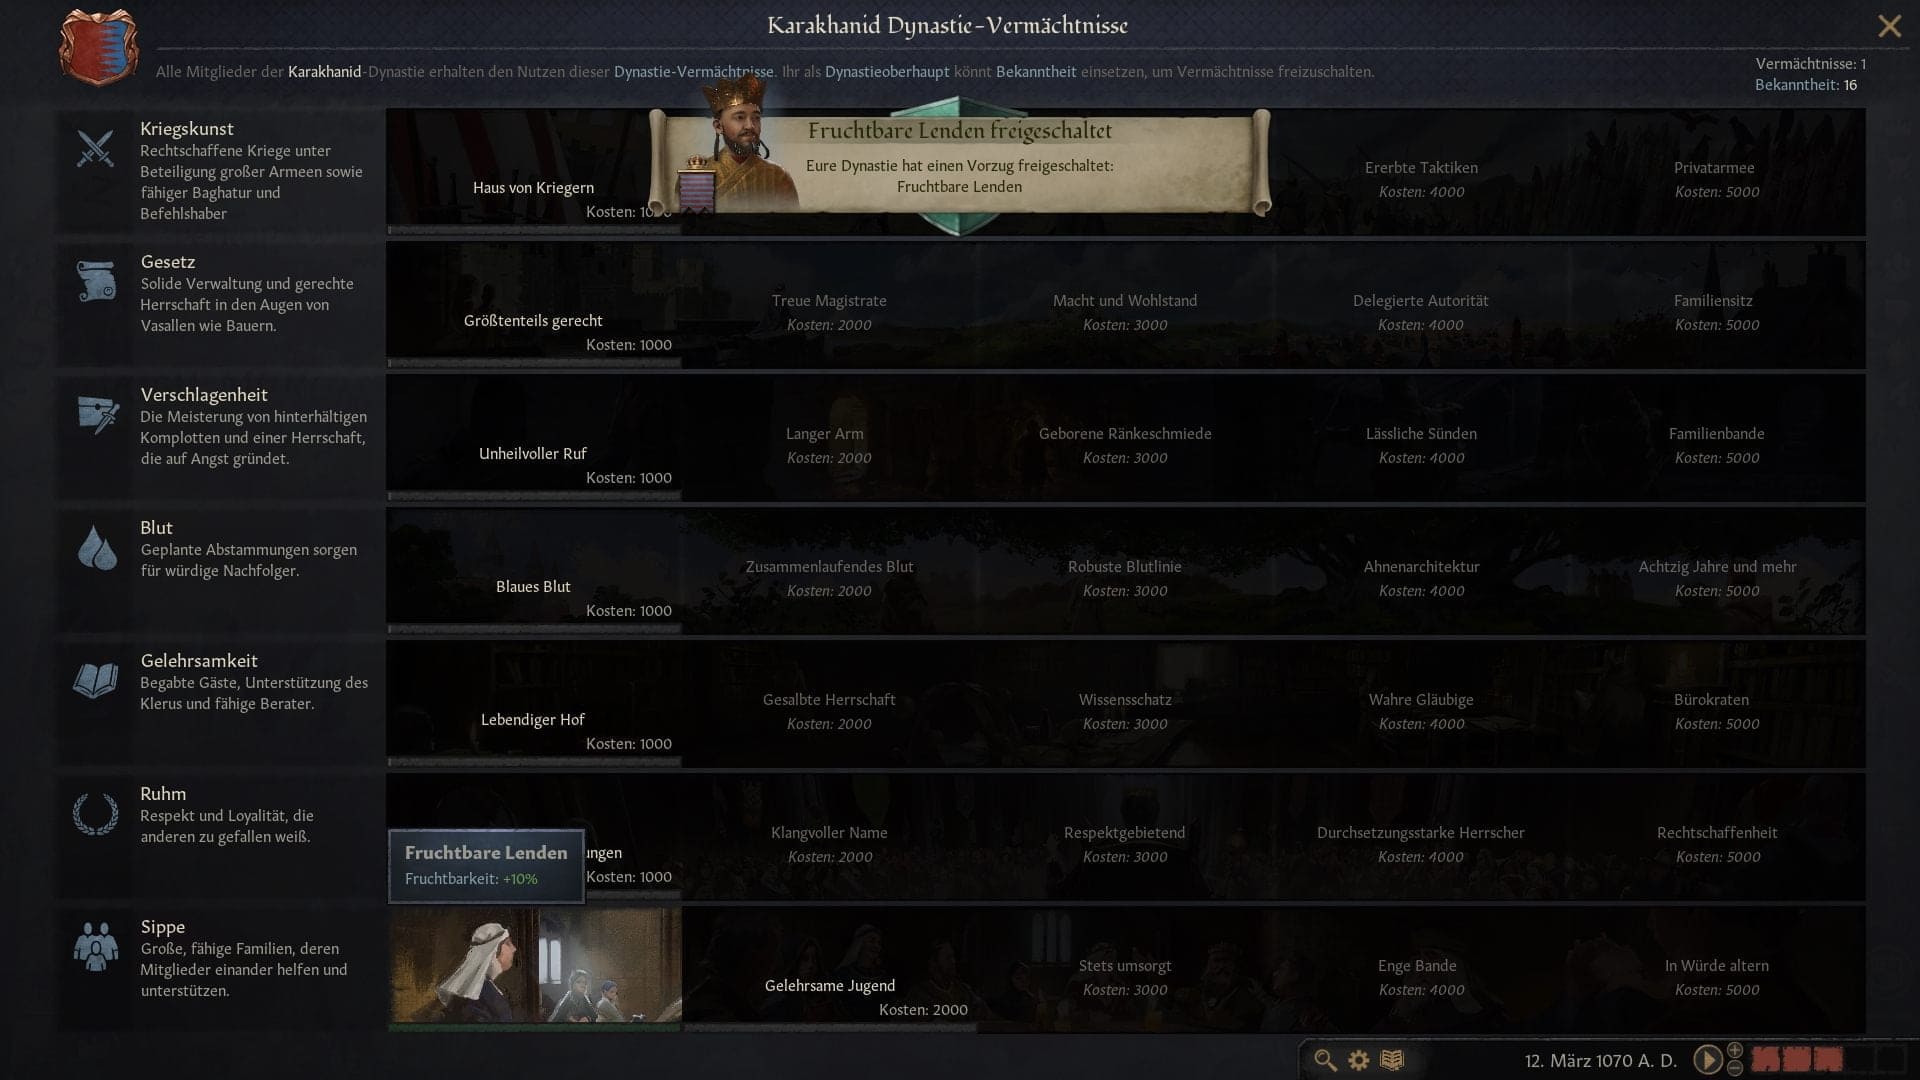 Karakhanid Dynastie-Vermächtnisse
Alle Mitglieder der Karakhanid-Dynastie erhalten den Nutzen dieser Dynastie-Vermächtnisse. Ihr als Dynastieoberhaupt könnt Bekanntheit einsetzen, um Vermächtnisse freizuschalten.
Vermächtnisse: 1
Bekanntheit: 16
Kriegskunst
Rechtschaffene Kriege unter
Beteiligung großer Armeen sowie
fähiger Baghatur und
Befehlshaber
Haus von Kriegern
Kosten:
Fruchtbare Lenden freigeschaltet
Eure Dynastie hat einen Vorzug freigeschaltet:
Fruchtbare Lenden
Ererbte Taktiken
Kosten: 4000
Privatarmee
Kosten: 5000
Gesetz
Solide Verwaltung und gerechte
Herrschaft in den Augen von
Vasallen wie Bauern.
Größtenteils gerecht
Kosten: 1000
Treue Magistrate
Kosten: 2000
Macht und Wohlstand
Kosten: 3000
Delegierte Autorität
Kosten: 4000
Familiensitz
Kosten: 5000
Verschlagenheit
Die Meisterung von hinterhältigen
Komplotten und einer Herrschaft,
die auf Angst gründet.
Unheilvoller Ruf
Kosten: 1000
Langer Arm
Kosten: 2000
Geborene Ränkeschmiede
Kosten: 3000
Lässliche Sünden
Kosten: 4000
Familienbande
Kosten: 5000
Blut
Geplante Abstammungen sorgen
für würdige Nachfolger.
Blaues Blut
Kosten: 1000
Zusammenlaufendes Blut
Kosten: 2000
Robuste Blutlinie
Kosten: 3000
Ahnenarchitektur
Kosten: 4000
Achtzig Jahre und mehr
Kosten: 5000
Gelehrsamkeit
Begabte Gäste, Unterstützung des
Klerus und fähige Berater.
Lebendiger Hof
Kosten: 1000
Gesalbte Herrschaft
Kosten: 2000
Wissensschatz
Kosten: 3000
Wahre Gläubige
Kosten: 4000
Bürokraten
Kosten: 5000
Ruhm
Respekt und Loyalität, die
anderen zu gefallen weiß.
Fruchtbare Lenden
Fruchtbarkeit: +10%
Kosten: 1000
Klangvoller Name
Kosten: 2000
Respektgebietend
Kosten: 3000
Durchsetzungsstarke Herrscher
Kosten: 4000
Rechtschaffenheit
Kosten: 5000
Sippe
Große, fähige Familien, deren
Mitglieder einander helfen und
unterstützen.
Gelehrsame Jugend
Kosten: 2000
Stets umsorgt
Kosten: 3000
Enge Bande
Kosten: 4000
In Würde altern
Kosten: 5000
12. März 1070 A. D.